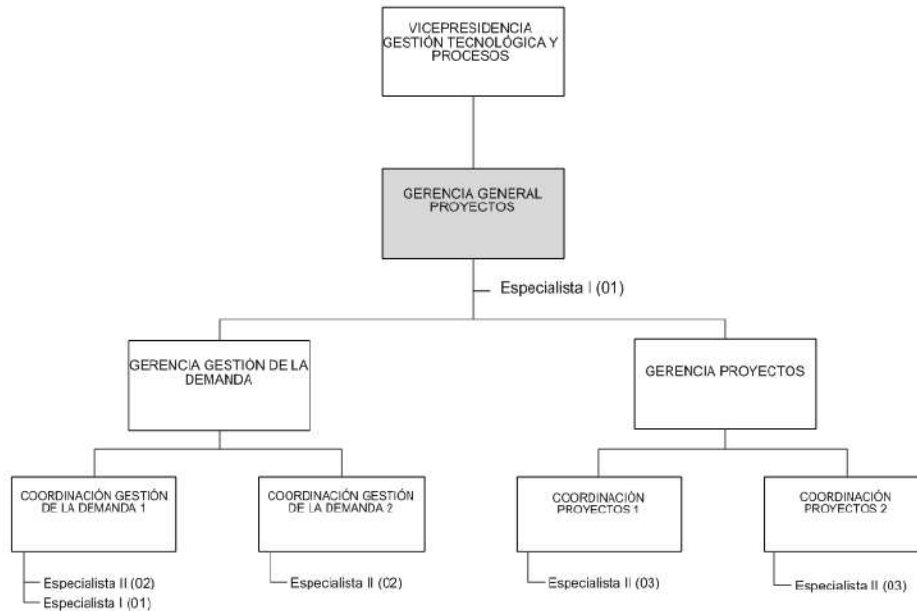 VICEPRESIDENCIA
GESTIÓN TECNOLÓGICA Y
PROCESOS
GERENCIA GENERAL
PROYECTOS
Especialista I (01)
GERENCIA GESTIÓN DE LA
DEMANDA
GERENCIA PROYECTOS
COORDINACIÓN GESTIÓN
DE LA DEMANDA 1
COORDINACIÓN GESTIÓN
DE LA DEMANDA 2
COORDINACIÓN
PROYECTOS 1
COORDINACIÓN
PROYECTOS 2
Especialista II (02)
Especialista I (01)
Especialista II (02)
Especialista II (03)
Especialista II (03)